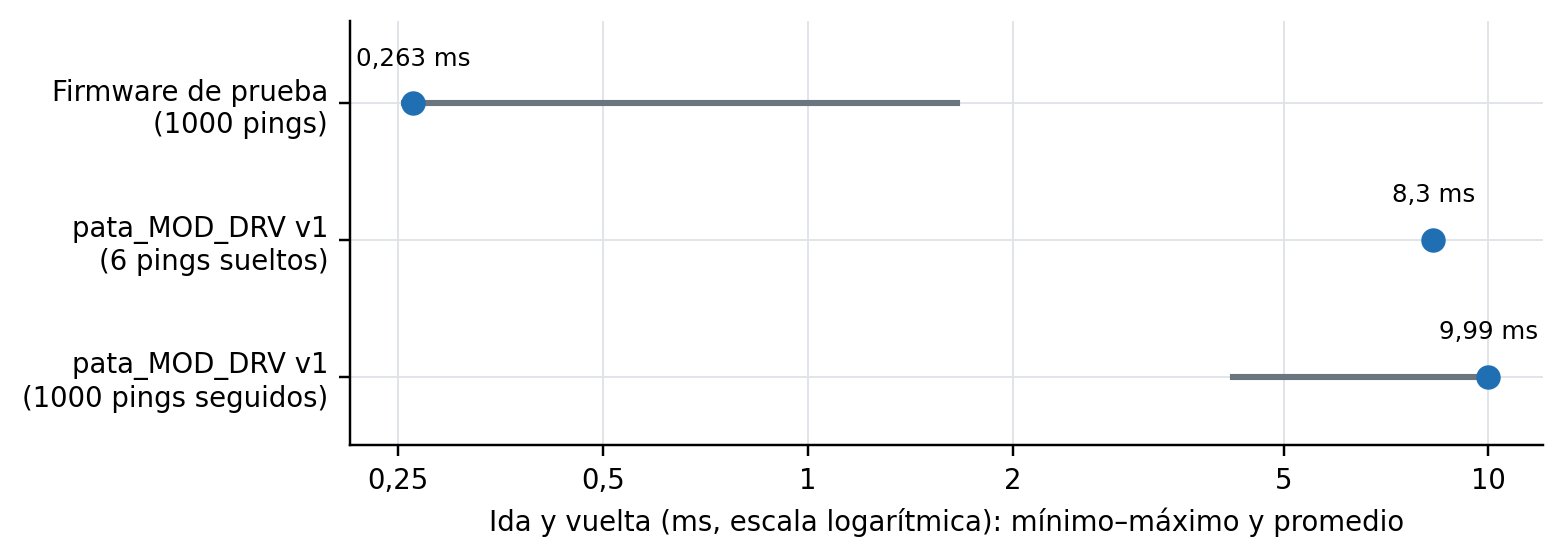 0,263 ms
Firmware de prueba
(1000 pings)
8,3 ms
pata_MOD_DRV v1
(6 pings sueltos)
9,99 ms
pata_MOD_DRV v1
(1000 pings seguidos)
0,25 0,5 1 2 5 10
Ida y vuelta (ms, escala logarítmica): mínimo–máximo y promedio